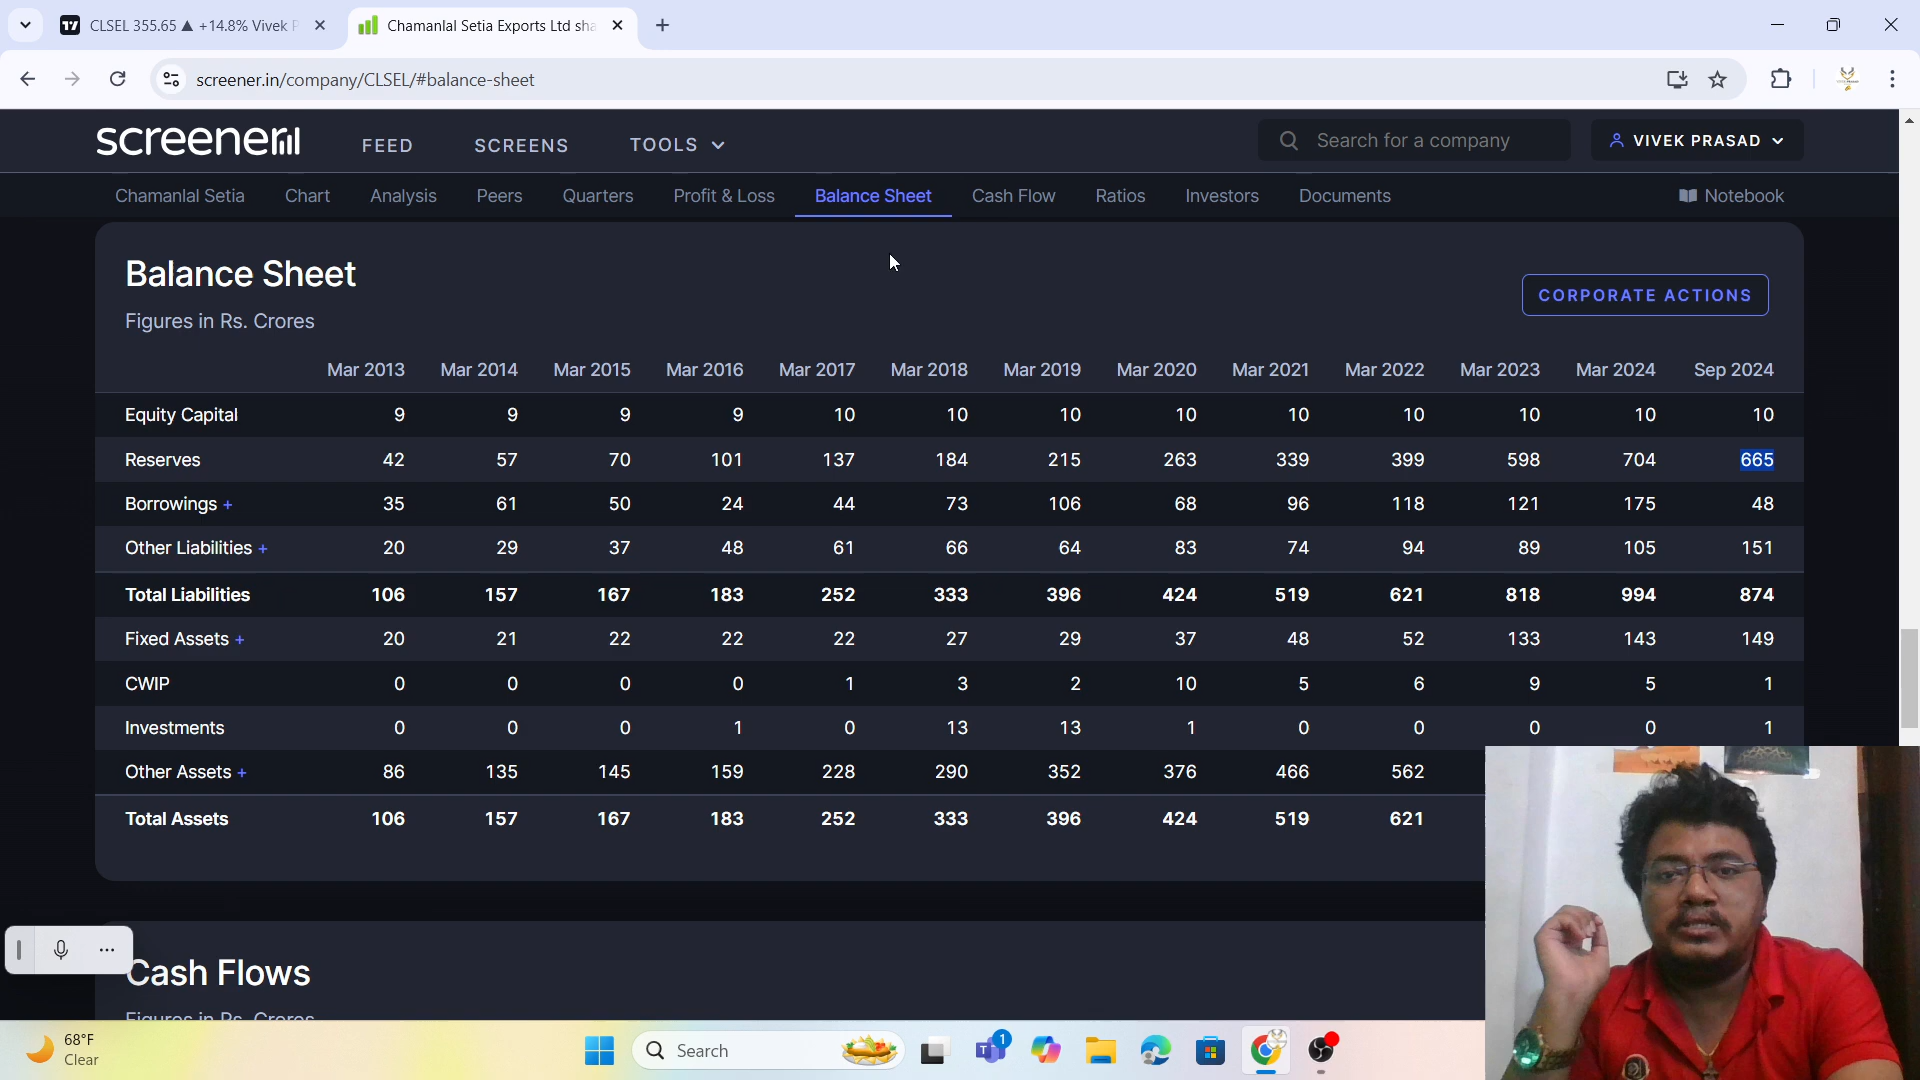 CLSEL 355.65 ▲ +14.8% Vivek P
Chamanlal Setia Exports Ltd sha
screener.in/company/CLSEL/#balance-sheet
screener
FEED
SCREENS
TOOLS
Search for a company
VIVEK PRASAD
Chamanlal Setia
Chart
Analysis
Peers
Quarters
Profit & Loss
Balance Sheet
Cash Flow
Ratios
Investors
Documents
Notebook
Balance Sheet
CORPORATE ACTIONS
Figures in Rs. Crores
Mar 2013 Mar 2014 Mar 2015 Mar 2016 Mar 2017 Mar 2018 Mar 2019 Mar 2020 Mar 2021 Mar 2022 Mar 2023 Mar 2024 Sep 2024
Equity Capital 9 9 9 9 10 10 10 10 10 10 10 10 10
Reserves 42 57 70 101 137 184 215 263 339 399 598 704 665
Borrowings + 35 61 50 24 44 73 106 68 96 118 121 175 48
Other Liabilities + 20 29 37 48 61 66 64 83 74 94 89 105 151
Total Liabilities 106 157 167 183 252 333 396 424 519 621 818 994 874
Fixed Assets + 20 21 22 22 22 27 29 37 48 52 133 143 149
CWIP 0 0 0 0 1 3 2 10 5 6 9 5 1
Investments 0 0 0 1 0 13 13 1 0 0 0 0 1
Other Assets + 86 135 145 159 228 290 352 376 466 562
Total Assets 106 157 167 183 252 333 396 424 519 621
Cash Flows
Figures in Rs. Crores
68°F
Clear
Search
1